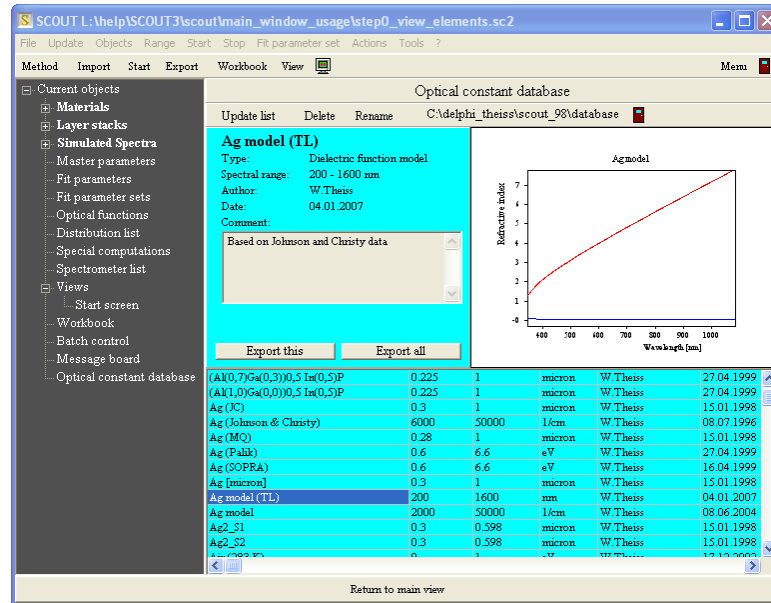 SCOUT L:\help\SCOUT3\scout\main_window_usage\step0_view_elements.sc2
File Update Objects Range Start Stop Fit parameter set Actions Tools ?
Method Import Start Export Workbook View Menu
Current objects
Materials
Layer stacks
Simulated Spectra
Master parameters
Fit parameters
Fit parameter sets
Optical functions
Distribution list
Special computations
Spectrometer list
Views
Start screen
Workbook
Batch control
Message board
Optical constant database
Optical constant database
Update list Delete Rename C:\delphi_theiss\scout_98\database
Ag model (TL)
Type: Dielectric function model
Spectral range: 200 - 1600 nm
Author: W.Theiss
Date: 04.01.2007
Comment:
Based on Johnson and Christy data
Export this Export all
Ag model
Refractive index
7
6
5
4
3
2
1
-0
400 500 600 700 800 900 1000
Wavelength [nm]
(Al(0,7)Ga(0,3))0,5 In(0,5)P 0.225 1 micron W.Theiss 27.04.1999
(Al(1,0)Ga(0,0))0,5 In(0,5)P 0.225 1 micron W.Theiss 27.04.1999
Ag (JC) 0.3 1 micron W.Theiss 15.01.1998
Ag (Johnson & Christy) 6000 50000 1/cm W.Theiss 08.07.1996
Ag (MQ) 0.28 1 micron W.Theiss 15.01.1998
Ag (Palik) 0.6 6.6 eV W.Theiss 27.04.1999
Ag (SOPRA) 0.6 6.6 eV W.Theiss 16.04.1999
Ag [micron] 0.3 1 micron W.Theiss 15.01.1998
Ag model (TL) 200 1600 nm W.Theiss 04.01.2007
Ag model 2000 50000 1/cm W.Theiss 08.06.2004
Ag2_S1 0.3 0.598 micron W.Theiss 15.01.1998
Ag2_S2 0.3 0.598 micron W.Theiss 15.01.1998
Return to main view